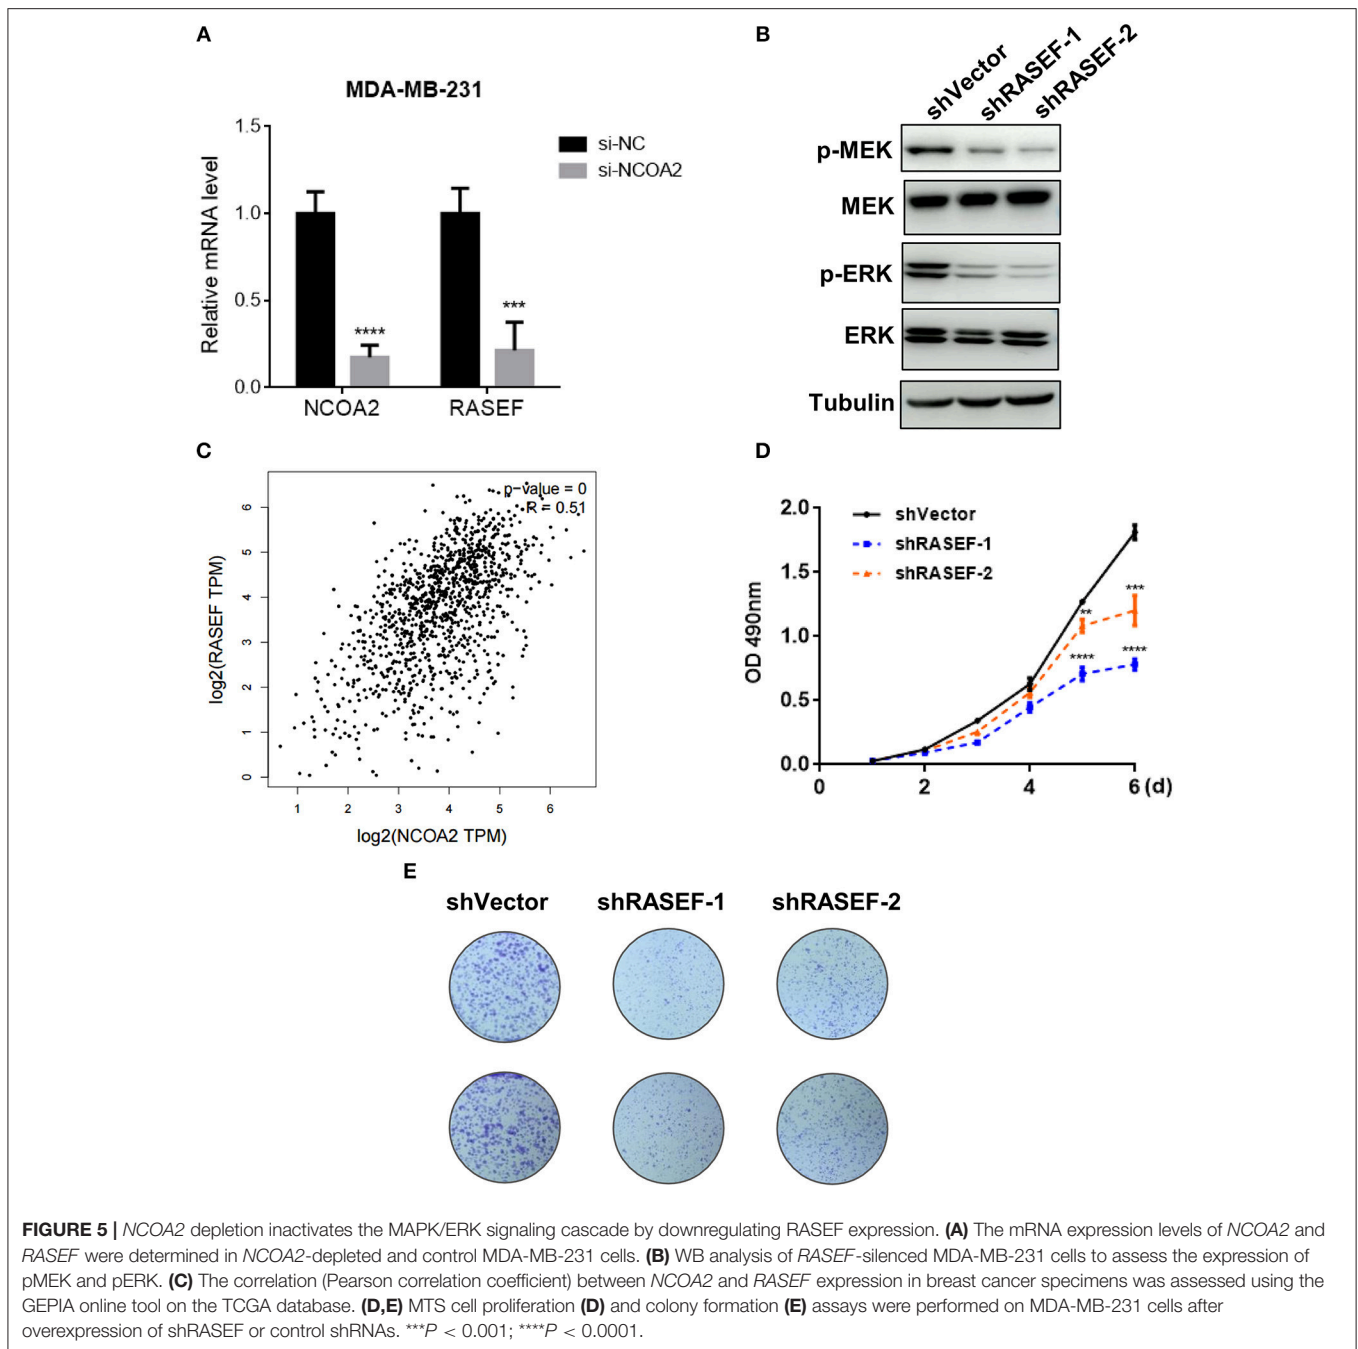 A
MDA-MB-231
Relative mRNA level
1.5
1.0
0.5
0.0
si-NC
si-NCOA2
****
***
NCOA2
RASEF
B
shVector
shRASEF-1
shRASEF-2
p-MEK
MEK
p-ERK
ERK
Tubulin
C
p-value = 0
R = 0.51
log2(RASEF TPM)
6
5
4
3
2
1
0
1 2 3 4 5 6
log2(NCOA2 TPM)
D
OD 490nm
2.0
1.5
1.0
0.5
0.0
shVector
shRASEF-1
shRASEF-2
***
**
****
****
0 2 4 6 (d)
E
shVector shRASEF-1 shRASEF-2
FIGURE 5 | NCOA2 depletion inactivates the MAPK/ERK signaling cascade by downregulating RASEF expression. (A) The mRNA expression levels of NCOA2 and
RASEF were determined in NCOA2-depleted and control MDA-MB-231 cells. (B) WB analysis of RASEF-silenced MDA-MB-231 cells to assess the expression of
pMEK and pERK. (C) The correlation (Pearson correlation coefficient) between NCOA2 and RASEF expression in breast cancer specimens was assessed using the
GEPIA online tool on the TCGA database. (D,E) MTS cell proliferation (D) and colony formation (E) assays were performed on MDA-MB-231 cells after
overexpression of shRASEF or control shRNAs. ***P < 0.001; ****P < 0.0001.